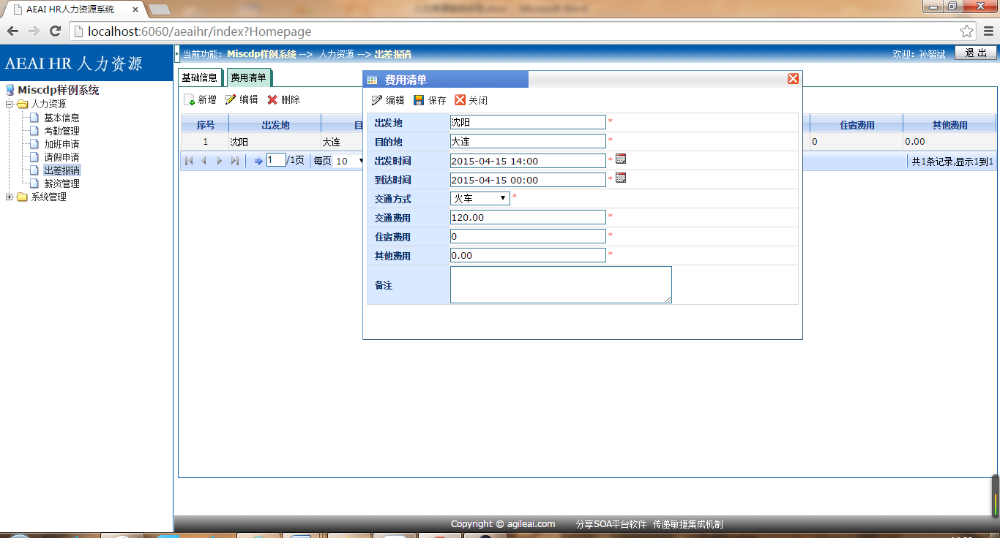 AEAI HR人力资源系统
localhost:6060/aeaihr/index?Homepage
AEAI HR 人力资源
当前功能：Miscdp样例系统 --> 人力资源 --> 出差报销
欢迎：孙智斌
退 出
Miscdp样例系统
人力资源
基本信息
考勤管理
加班申请
请假申请
出差报销
薪资管理
系统管理
基础信息 费用清单
新增 编辑 删除
序号 出发地 目 住宿费用 其他费用
1 沈阳 大连 0 0.00
1 /1页 每页 10 共1条记录,显示1到1
费用清单
编辑 保存 关闭
出发地 沈阳 *
目的地 大连 *
出发时间 2015-04-15 14:00 *
到达时间 2015-04-15 00:00 *
交通方式 火车 *
交通费用 120.00 *
住宿费用 0 *
其他费用 0.00 *
备注
Copyright © agileai.com 分享SOA平台软件 传递敏捷集成机制